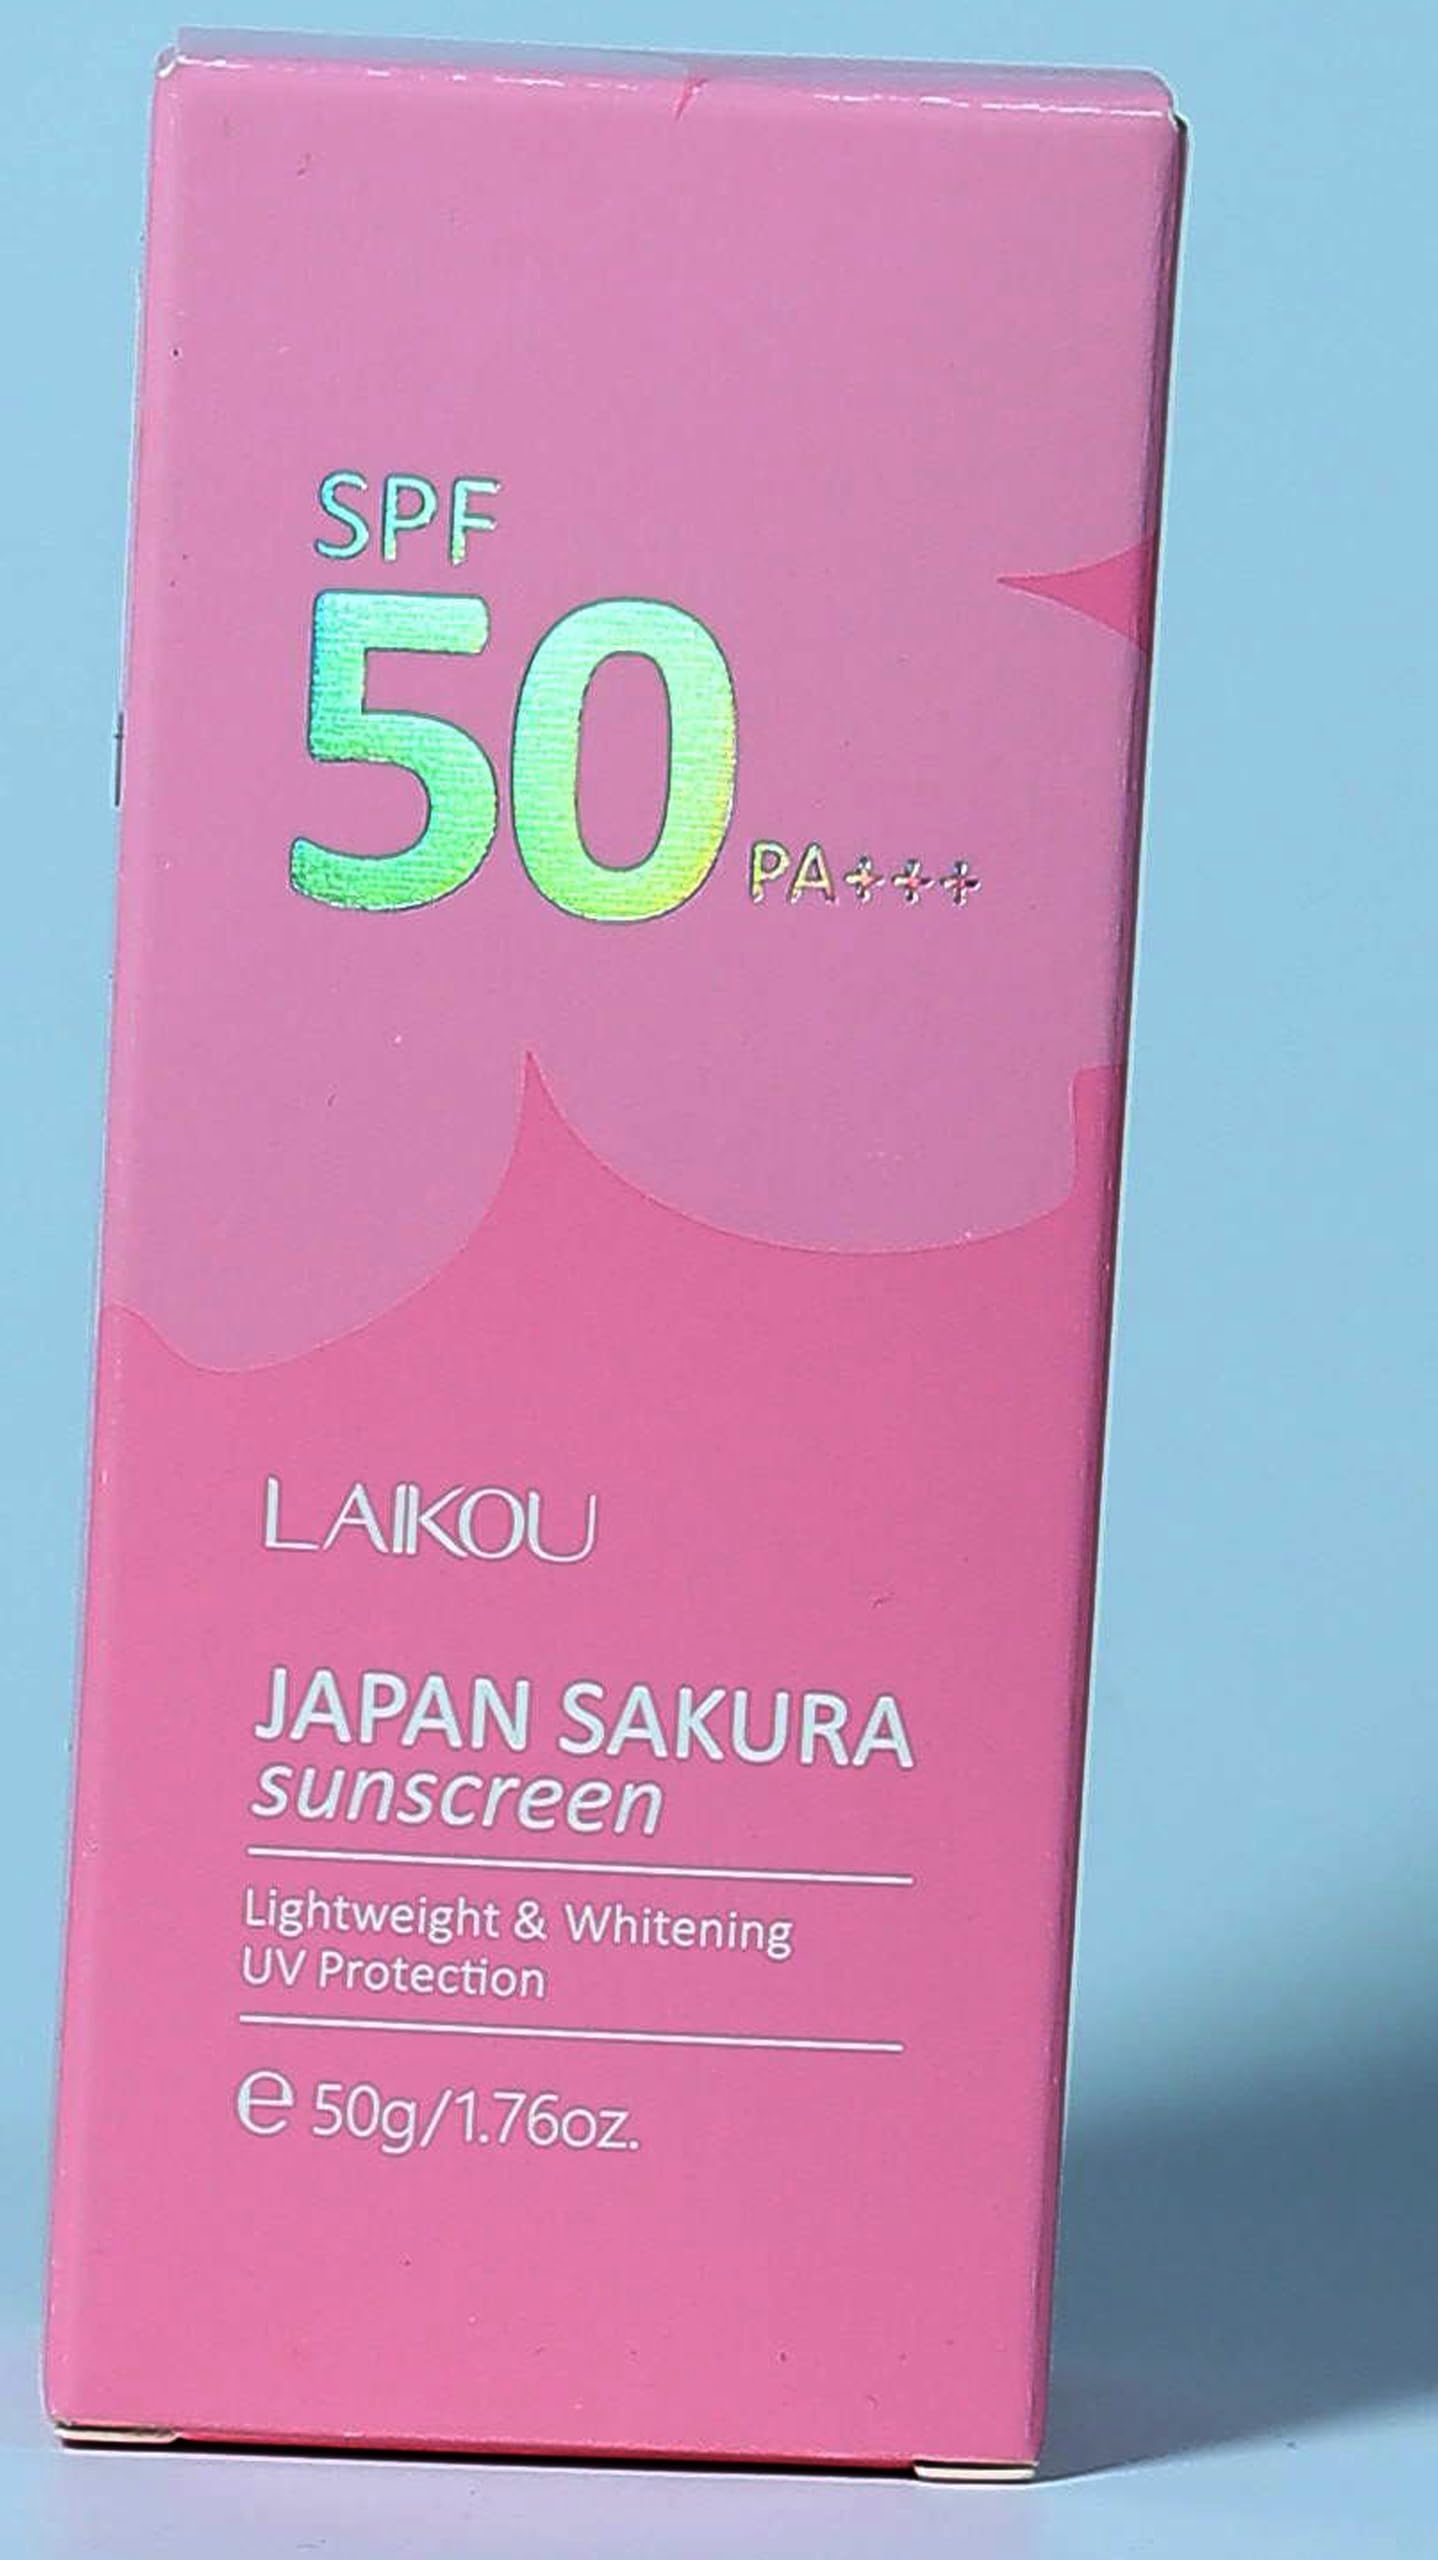 SPF
50 PA+++
LAIKOU
JAPAN SAKURA
sunscreen
Lightweight & Whitening
UV Protection
e 50g/1.76oz.